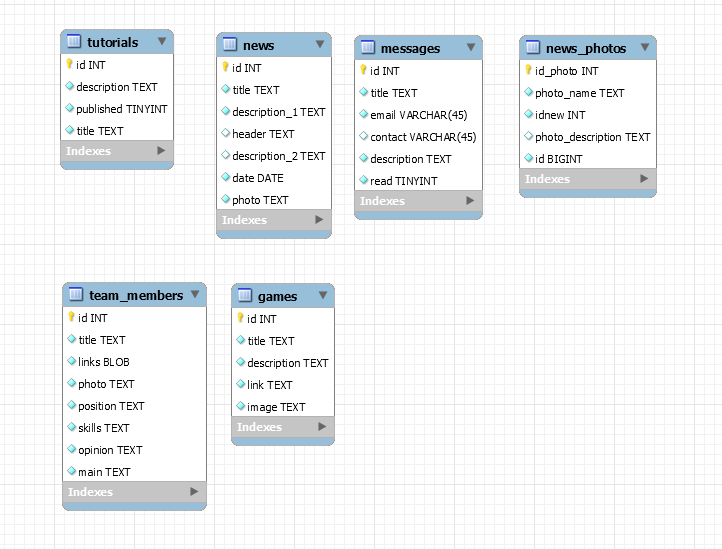 tutorials
id INT
description TEXT
published TINYINT
title TEXT
Indexes
news
id INT
title TEXT
description_1 TEXT
header TEXT
description_2 TEXT
date DATE
photo TEXT
Indexes
messages
id INT
title TEXT
email VARCHAR(45)
contact VARCHAR(45)
description TEXT
read TINYINT
Indexes
news_photos
id_photo INT
photo_name TEXT
idnew INT
photo_description TEXT
id BIGINT
Indexes
team_members
id INT
title TEXT
links BLOB
photo TEXT
position TEXT
skills TEXT
opinion TEXT
main TEXT
Indexes
games
id INT
title TEXT
description TEXT
link TEXT
image TEXT
Indexes